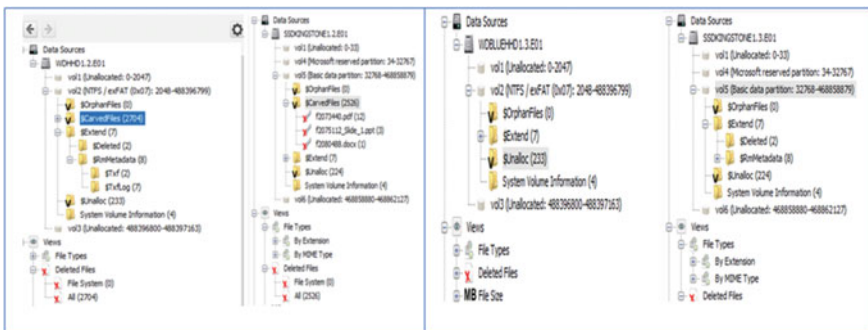 Data Sources
WDHHD1.2.E01
vol1 (Unallocated: 0-2047)
vol2 (NTFS / exFAT (0x07): 2048-488396799)
$OrphanFiles (0)
$CarvedFiles (2704)
$Extend (7)
$Deleted (2)
$RmMetadata (8)
$Txf (2)
$TxfLog (7)
$Unalloc (233)
System Volume Information (4)
vol3 (Unallocated: 488396800-488397163)
Views
File Types
Deleted Files
File System (0)
All (2704)
Data Sources
SSDKINGSTONE1.2.E01
vol1 (Unallocated: 0-33)
vol4 (Microsoft reserved partition: 34-32767)
vol5 (Basic data partition: 32768-468858879)
$OrphanFiles (0)
$CarvedFiles (2526)
f2073440.pdf (12)
f2075112_Slide_1.ppt (3)
f2080488.docx (1)
$Extend (7)
$Unalloc (224)
System Volume Information (4)
vol6 (Unallocated: 468858880-468862127)
Views
File Types
By Extension
By MIME Type
Deleted Files
File System (0)
All (2526)
Data Sources
WDBLUEHHD1.3.E01
vol1 (Unallocated: 0-2047)
vol2 (NTFS / exFAT (0x07): 2048-488396799)
$OrphanFiles (0)
$Extend (7)
$Unalloc (233)
System Volume Information (4)
vol3 (Unallocated: 488396800-488397163)
Views
File Types
Deleted Files
MB File Size
Data Sources
SSDKINGSTONE1.3.E01
vol1 (Unallocated: 0-33)
vol4 (Microsoft reserved partition: 34-32767)
vol5 (Basic data partition: 32768-468858879)
$OrphanFiles (0)
$Extend (7)
$Deleted (2)
$RmMetadata (8)
$Unalloc (224)
System Volume Information (4)
vol6 (Unallocated: 468858880-468862127)
Views
File Types
By Extension
By MIME Type
Deleted Files